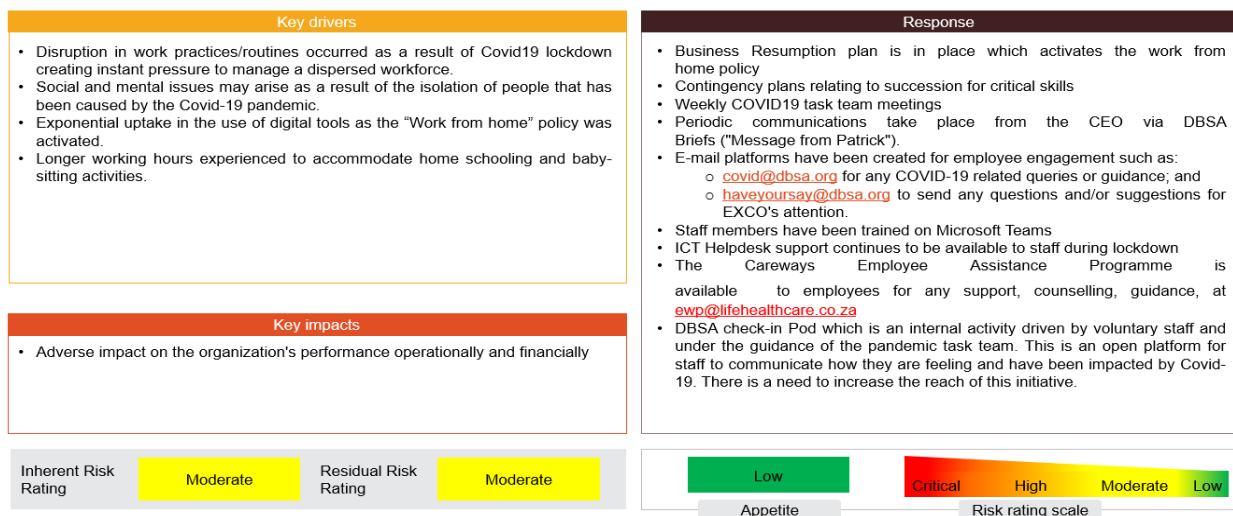 Key drivers
• Disruption in work practices/routines occurred as a result of Covid19 lockdown
creating instant pressure to manage a dispersed workforce.
• Social and mental issues may arise as a result of the isolation of people that has
been caused by the Covid-19 pandemic.
• Exponential uptake in the use of digital tools as the “Work from home” policy was
activated.
• Longer working hours experienced to accommodate home schooling and baby-
sitting activities.
Key impacts
• Adverse impact on the organization's performance operationally and financially
Response
• Business Resumption plan is in place which activates the work from
home policy
• Contingency plans relating to succession for critical skills
• Weekly COVID19 task team meetings
• Periodic communications take place from the CEO via DBSA
Briefs ("Message from Patrick").
• E-mail platforms have been created for employee engagement such as:
o covid@dbsa.org for any COVID-19 related queries or guidance; and
o haveyoursay@dbsa.org to send any questions and/or suggestions for
EXCO's attention.
• Staff members have been trained on Microsoft Teams
• ICT Helpdesk support continues to be available to staff during lockdown
• The Careways Employee Assistance Programme is
available to employees for any support, counselling, guidance, at
ewp@lifehealthcare.co.za
• DBSA check-in Pod which is an internal activity driven by voluntary staff and
under the guidance of the pandemic task team. This is an open platform for
staff to communicate how they are feeling and have been impacted by Covid-
19. There is a need to increase the reach of this initiative.
Inherent Risk
Rating
Moderate
Residual Risk
Rating
Moderate
Low
Appetite
Critical High Moderate Low
Risk rating scale